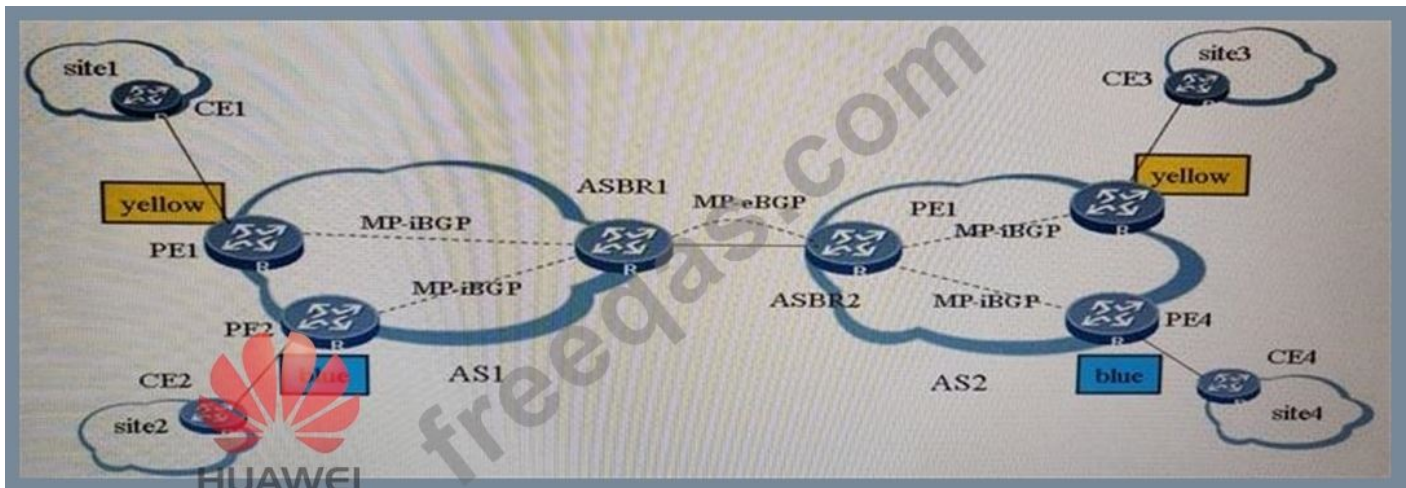 site1
CE1
yellow
PE1
MP-iBGP
MP-iBGP
PE2
blue
CE2
site2
AS1
ASBR1
MP-eBGP
ASBR2
PE1
MP-iBGP
MP-iBGP
AS2
site3
CE3
yellow
PE4
blue
CE4
site4
HUAWEI
freeqas.com